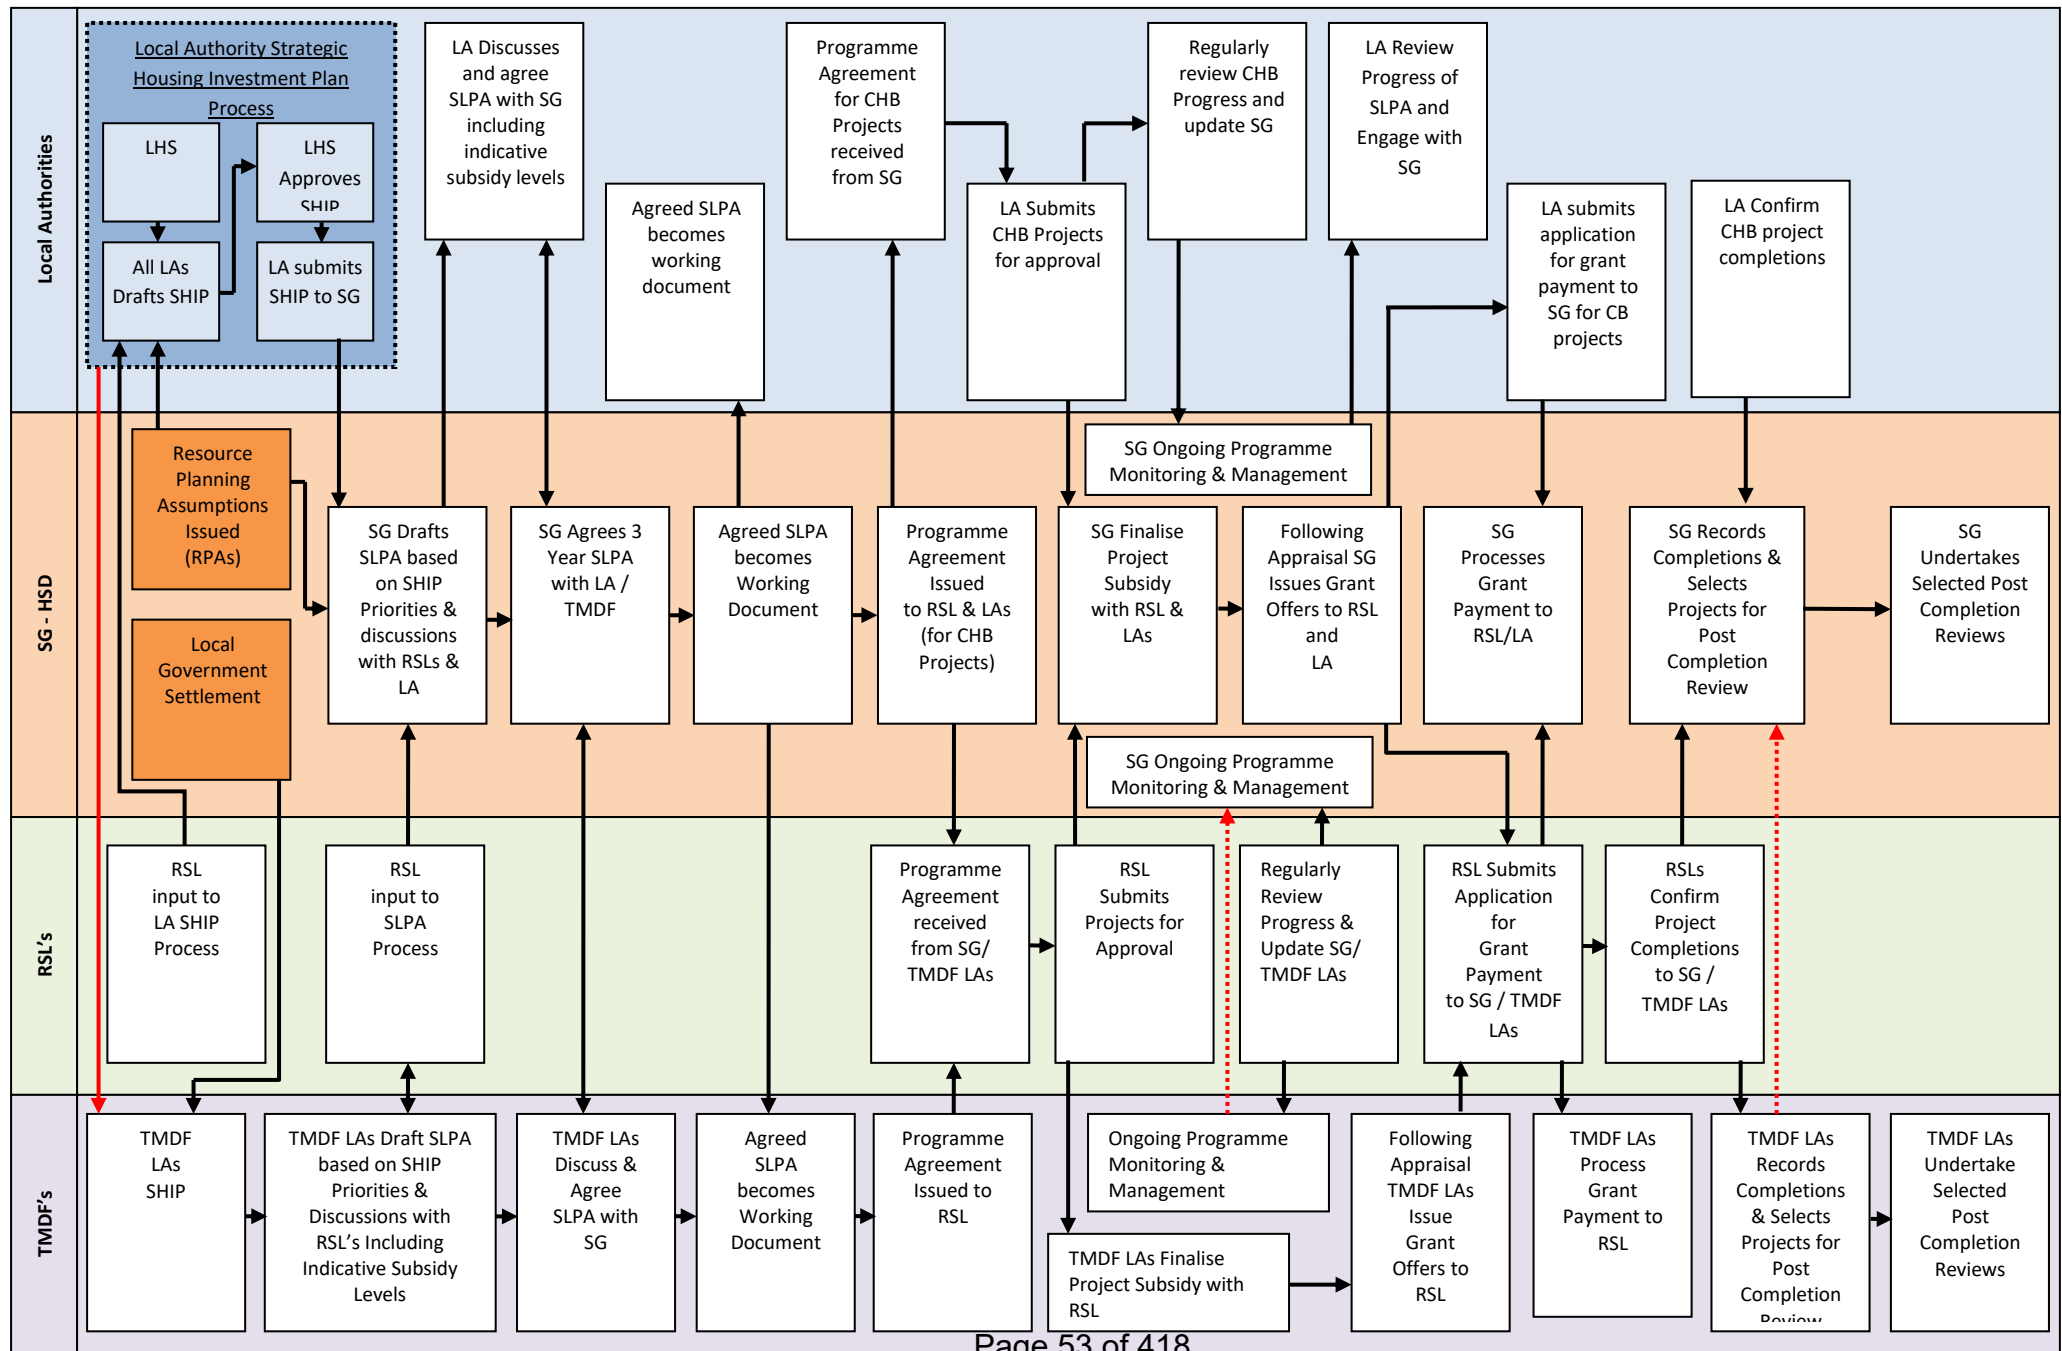 Local Authorities
Local Authority Strategic
Housing Investment Plan
Process
LHS
LHS
Approves
SHIP
All LAs
Drafts SHIP
LA submits
SHIP to SG
LA Discusses
and agree
SLPA with SG
including
indicative
subsidy levels
Agreed SLPA
becomes
working
document
Programme
Agreement
for CHB
Projects
received
from SG
LA Submits
CHB Projects
for approval
Regularly
review CHB
Progress and
update SG
LA Review
Progress of
SLPA and
Engage with
SG
LA submits
application
for grant
payment to
SG for CB
projects
LA Confirm
CHB project
completions
SG - HSD
Resource
Planning
Assumptions
Issued
(RPAs)
Local
Government
Settlement
SG Drafts
SLPA based
on SHIP
Priorities &
discussions
with RSLs &
LA
SG Agrees 3
Year SLPA
with LA /
TMDF
Agreed SLPA
becomes
Working
Document
Programme
Agreement
Issued
to RSL & LAs
(for CHB
Projects)
SG Ongoing Programme
Monitoring & Management
SG Finalise
Project
Subsidy
with RSL &
LAs
Following
Appraisal SG
Issues Grant
Offers to RSL
and
LA
SG Ongoing Programme
Monitoring & Management
SG
Processes
Grant
Payment to
RSL/LA
SG Records
Completions &
Selects
Projects for
Post
Completion
Review
SG
Undertakes
Selected Post
Completion
Reviews
RSL's
RSL
input to
LA SHIP
Process
RSL
input to
SLPA
Process
Programme
Agreement
received
from SG/
TMDF LAs
RSL
Submits
Projects for
Approval
Regularly
Review
Progress &
Update SG/
TMDF LAs
RSL Submits
Application
for
Grant
Payment
to SG / TMDF
LAs
RSLs
Confirm
Project
Completions
to SG /
TMDF LAs
TMDF's
TMDF
LAs
SHIP
TMDF LAs Draft SLPA
based on SHIP
Priorities &
Discussions with
RSL's Including
Indicative Subsidy
Levels
TMDF LAs
Discuss &
Agree
SLPA with
SG
Agreed
SLPA
becomes
Working
Document
Programme
Agreement
Issued to
RSL
Ongoing Programme
Monitoring &
Management
TMDF LAs Finalise
Project Subsidy with
RSL
Following
Appraisal
TMDF LAs
Issue
Grant
Offers to
RSL
TMDF LAs
Process
Grant
Payment to
RSL
TMDF LAs
Records
Completions
& Selects
Projects for
Post
Completion
Review
TMDF LAs
Undertake
Selected
Post
Completion
Reviews
Page 53 of 418